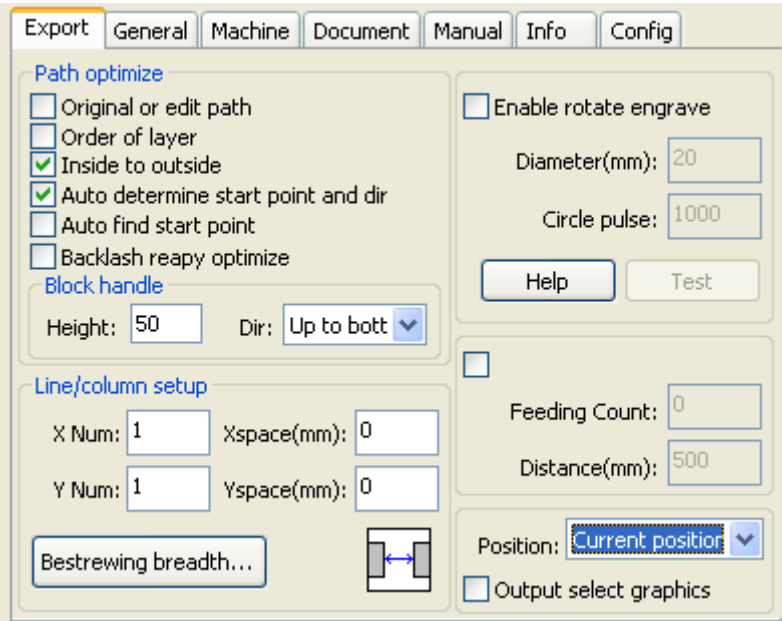 Export General Machine Document Manual Info Config
Path optimize
Original or edit path
Order of layer
Inside to outside
Auto determine start point and dir
Auto find start point
Backlash reapy optimize
Block handle
Height: 50 Dir: Up to bott
Line/column setup
X Num: 1 Xspace(mm): 0
Y Num: 1 Yspace(mm): 0
Bestrewing breadth...
Enable rotate engrave
Diameter(mm): 20
Circle pulse: 1000
Help Test
Feeding Count: 0
Distance(mm): 500
Position: Current position
Output select graphics